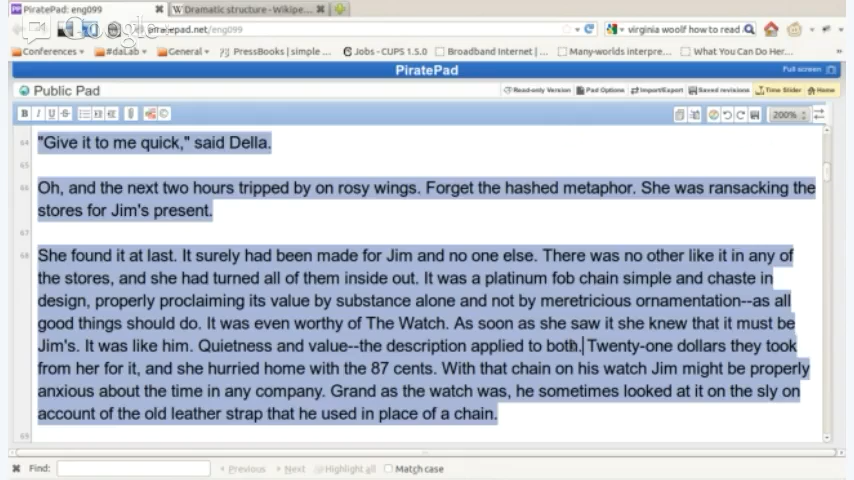 PiratePad: eng099
Dramatic structure - Wikipe...
Google+
piratepad.net/eng099
virginia woolf how to read
Conferences
#daLab
General
PressBooks | simple ...
Jobs - CUPS 1.5.0
Broadband Internet |...
Many-worlds interpre...
What You Can Do Her...
PiratePad
Full screen
Public Pad
Read-only Version
Pad Options
Import/Export
Saved revisions
Time Slider
Home
B I U S
200%
64 "Give it to me quick," said Della.
65
66 Oh, and the next two hours tripped by on rosy wings. Forget the hashed metaphor. She was ransacking the
stores for Jim's present.
67
68 She found it at last. It surely had been made for Jim and no one else. There was no other like it in any of
the stores, and she had turned all of them inside out. It was a platinum fob chain simple and chaste in
design, properly proclaiming its value by substance alone and not by meretricious ornamentation--as all
good things should do. It was even worthy of The Watch. As soon as she saw it she knew that it must be
Jim's. It was like him. Quietness and value--the description applied to both. Twenty-one dollars they took
from her for it, and she hurried home with the 87 cents. With that chain on his watch Jim might be properly
anxious about the time in any company. Grand as the watch was, he sometimes looked at it on the sly on
account of the old leather strap that he used in place of a chain.
69
Find:
Previous
Next
Highlight all
Match case